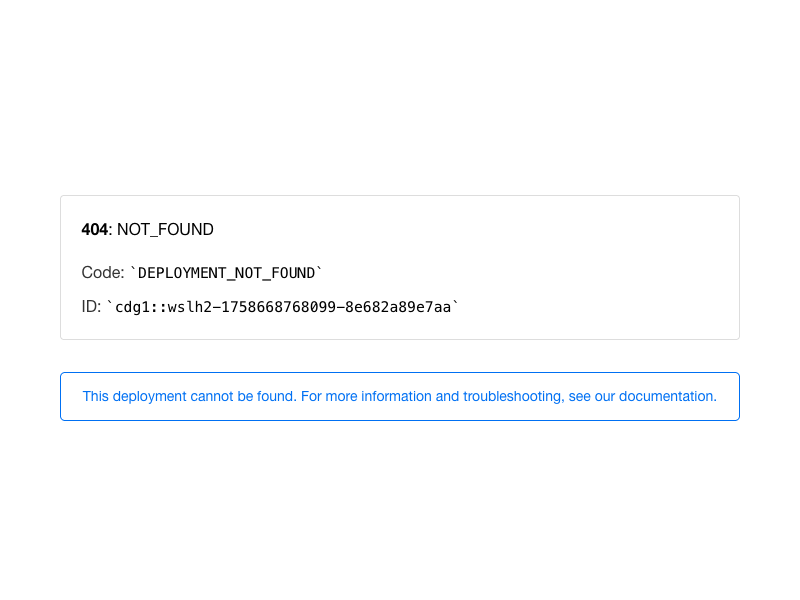 404: NOT_FOUND
Code: `DEPLOYMENT_NOT_FOUND`
ID: `cdg1::wslh2-1758668768099-8e682a89e7aa`
This deployment cannot be found. For more information and troubleshooting, see our documentation.